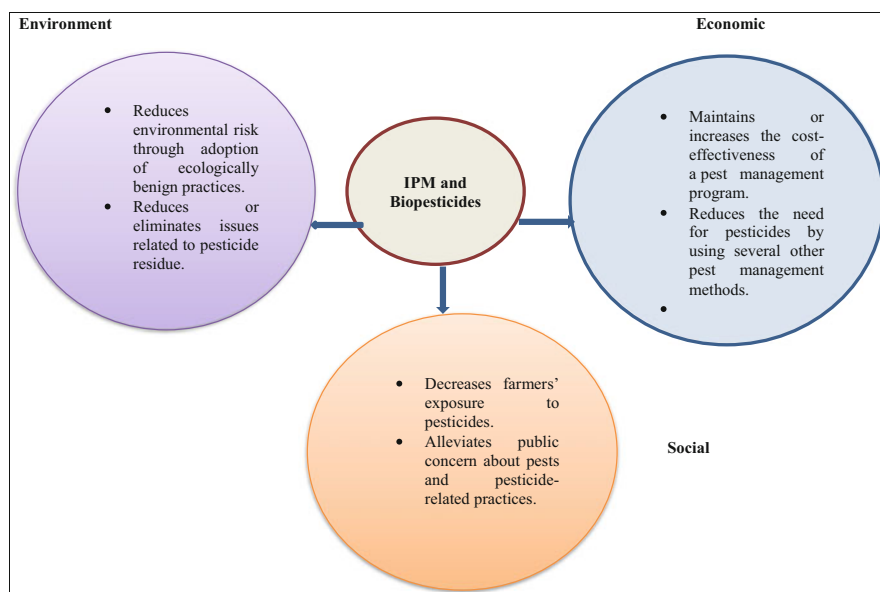 Environment
Economic
• Reduces
environmental risk
through adoption
of ecologically
benign practices.
• Reduces or
eliminates issues
related to pesticide
residue.
IPM and
Biopesticides
• Maintains or
increases the cost-
effectiveness of
a pest management
program.
• Reduces the need
for pesticides by
using several other
pest management
methods.
•
• Decreases farmers’
exposure to
pesticides.
• Alleviates public
concern about pests
and pesticide-
related practices.
Social